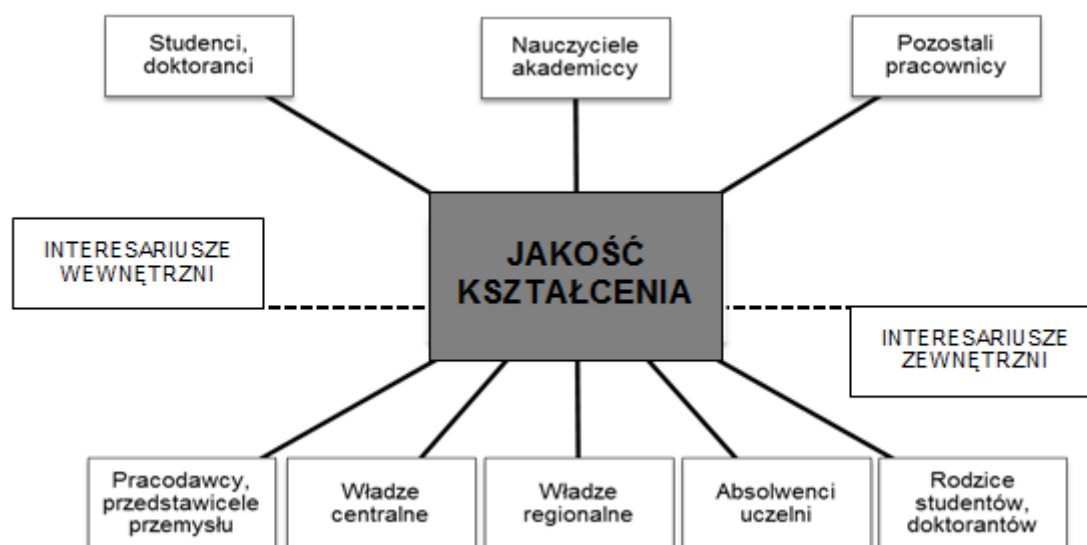 Studenci,
doktoranci
Nauczyciele
akademiccy
Pozostali
pracownicy
INTERESARIUSZE
WEWNĘTRZNI
JAKOŚĆ
KSZTAŁCENIA
INTERESARIUSZE
ZEWNĘTRZNI
Pracodawcy,
przedstawicele
przemysłu
Władze
centralne
Władze
regionalne
Absolwenci
uczelni
Rodzice
studentów,
doktorantów